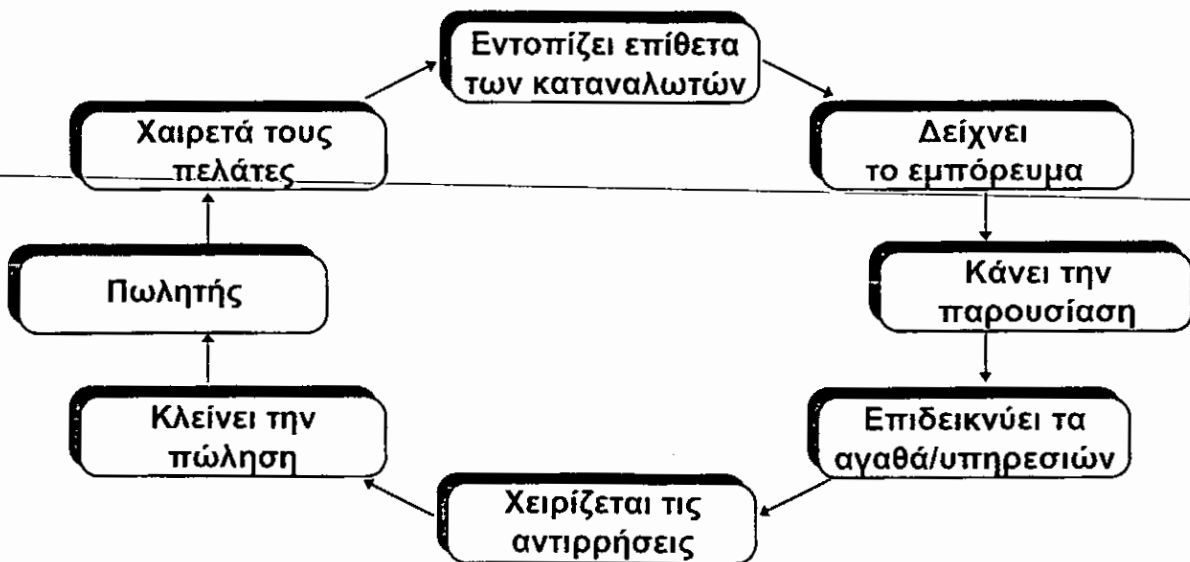 Εντοπίζει επίθετα
των καταναλωτών
Δείχνει
το εμπόρευμα
Κάνει την
παρουσίαση
Επιδεικνύει τα
αγαθά/υπηρεσιών
Χειρίζεται τις
αντιρρήσεις
Κλείνει την
πώληση
Πωλητής
Χαιρετά τους
πελάτες